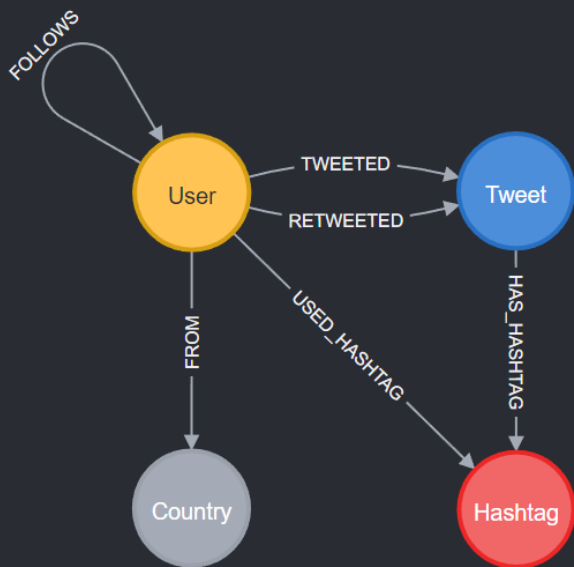 FOLLOWS
User
TWEETED
Tweet
RETWEETED
FROM
USED_HASHTAG
HAS_HASHTAG
Country
Hashtag